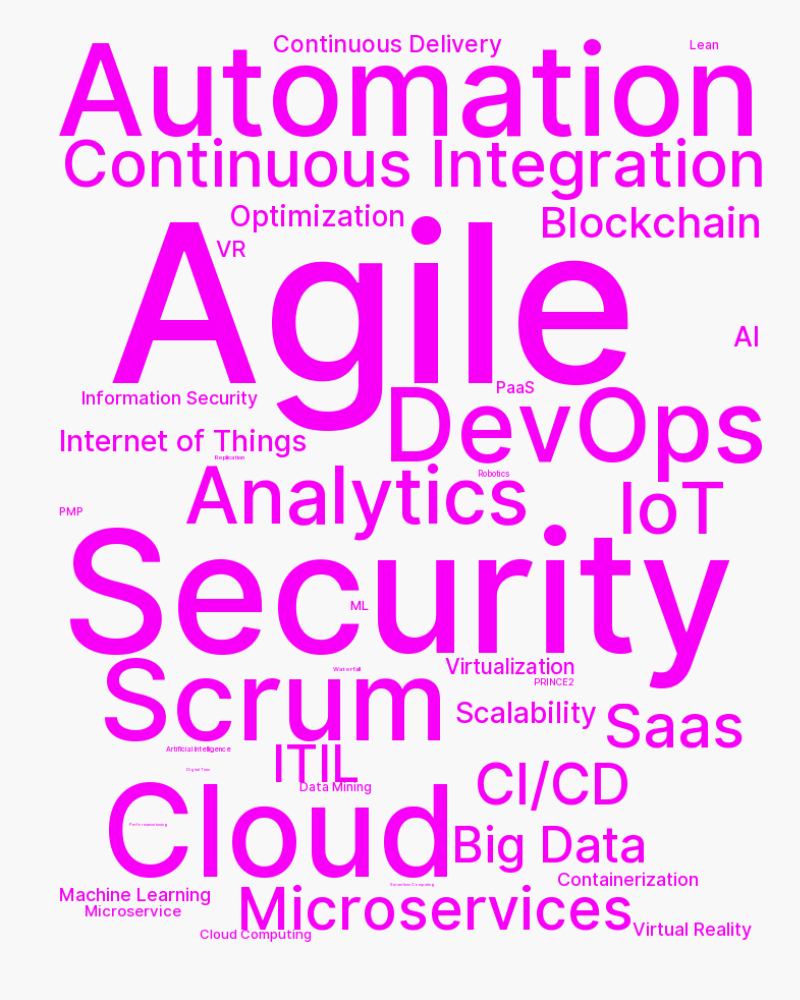 Continuous Delivery
Lean
Automation
Continuous Integration
Optimization
Blockchain
VR
Agile
AI
PaaS
Information Security
DevOps
Internet of Things
Replication
Robotics
Analytics
IoT
PMP
Security
ML
Virtualization
Waterfall
PRINCE2
Scrum
Scalability
Saas
Artificial Intelligence
ITIL
Data Mining
CI/CD
Cloud
Big Data
Containerization
Machine Learning
Microservices
Microservice
Virtual Reality
Cloud Computing